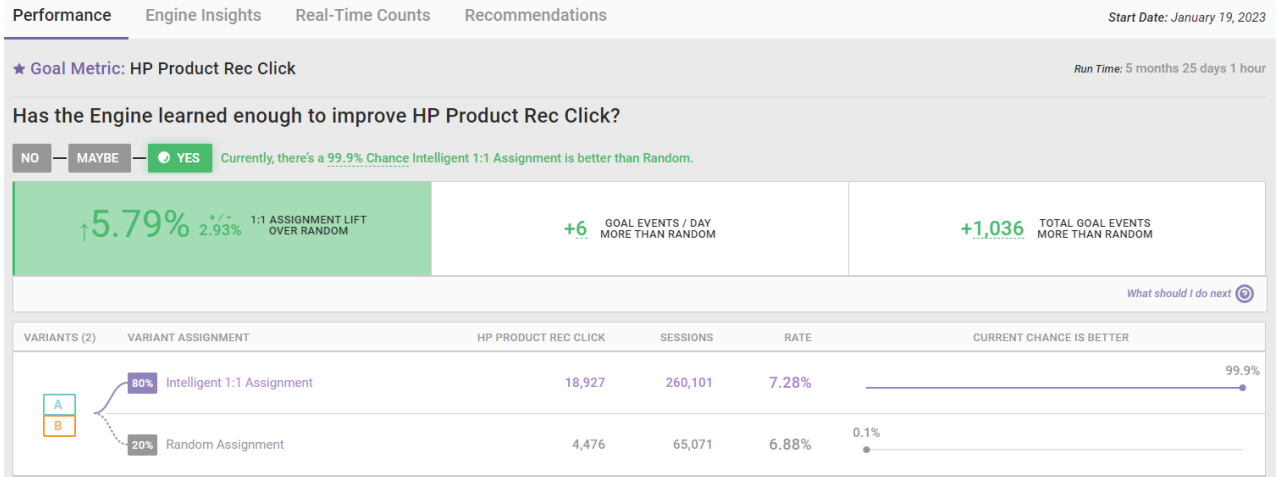 Performance Engine Insights Real-Time Counts Recommendations Start Date: January 19, 2023
★ Goal Metric: HP Product Rec Click Run Time: 5 months 25 days 1 hour
Has the Engine learned enough to improve HP Product Rec Click?
NO MAYBE YES Currently, there's a 99.9% Chance Intelligent 1:1 Assignment is better than Random.
↑5.79% +/- 2.93% 1:1 ASSIGNMENT LIFT
OVER RANDOM
+6 GOAL EVENTS / DAY
MORE THAN RANDOM
+1,036 TOTAL GOAL EVENTS
MORE THAN RANDOM
What should I do next ?
VARIANTS (2) VARIANT ASSIGNMENT HP PRODUCT REC CLICK SESSIONS RATE CURRENT CHANCE IS BETTER
A
B
80% Intelligent 1:1 Assignment 18,927 260,101 7.28% 99.9%
20% Random Assignment 4,476 65,071 6.88% 0.1%